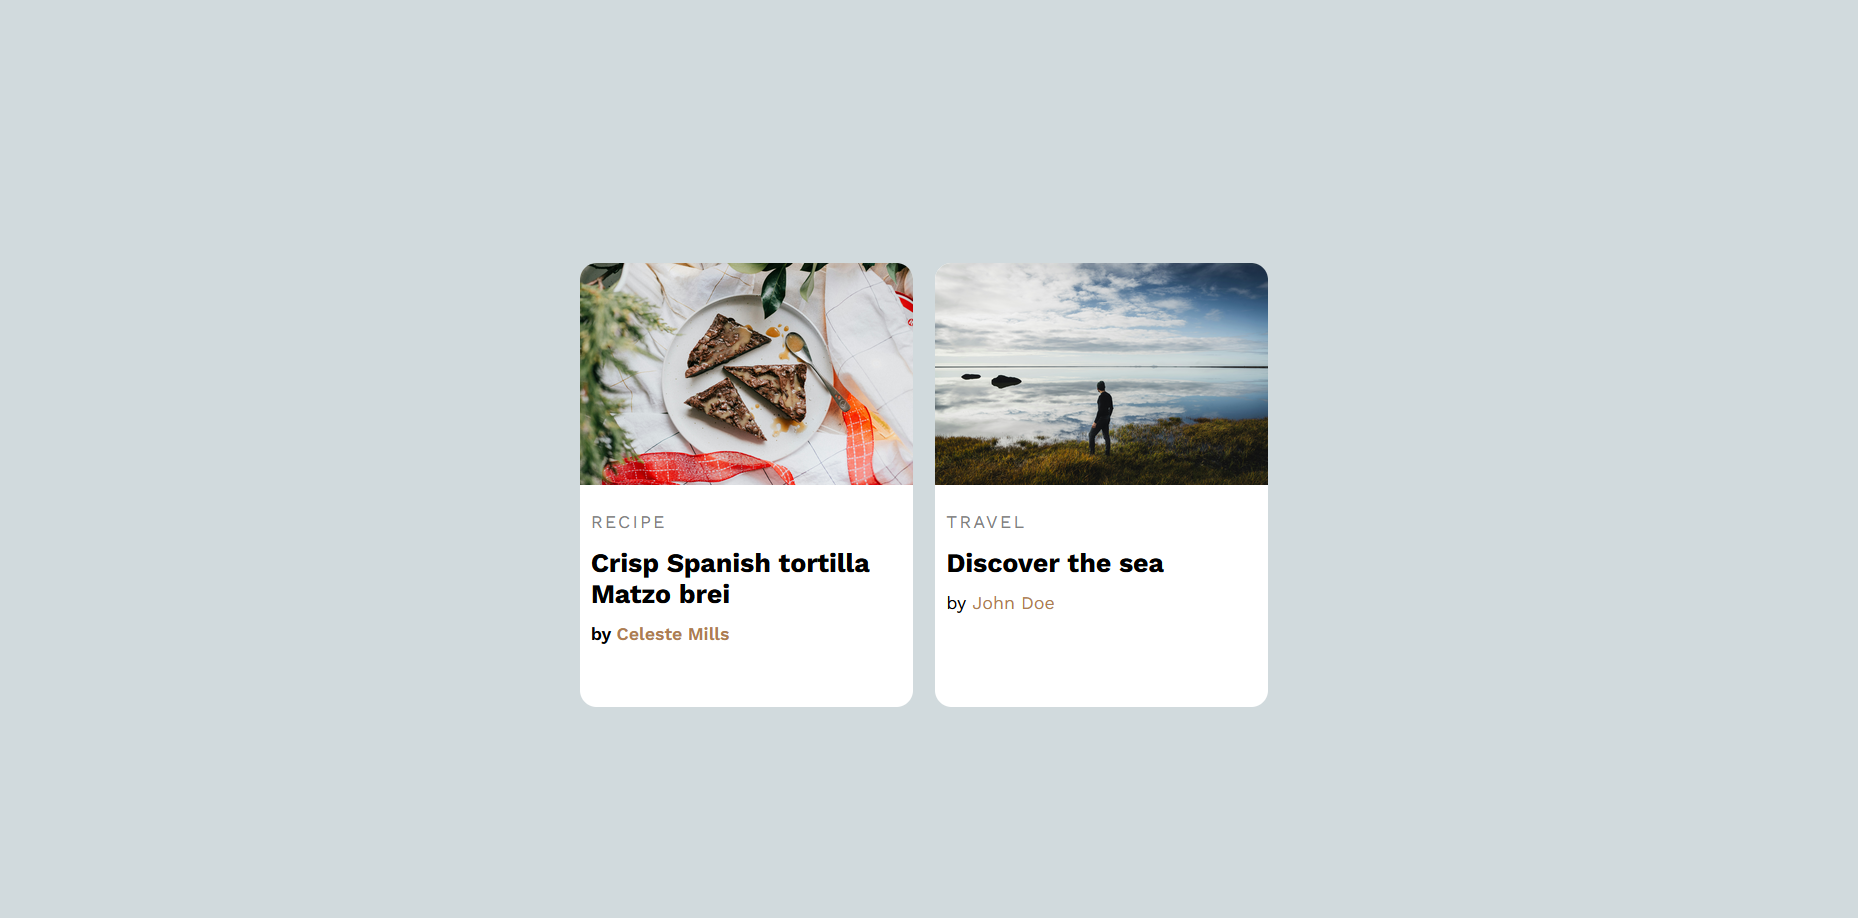 RECIPE
Crisp Spanish tortilla
Matzo brei
by Celeste Mills
TRAVEL
Discover the sea
by John Doe